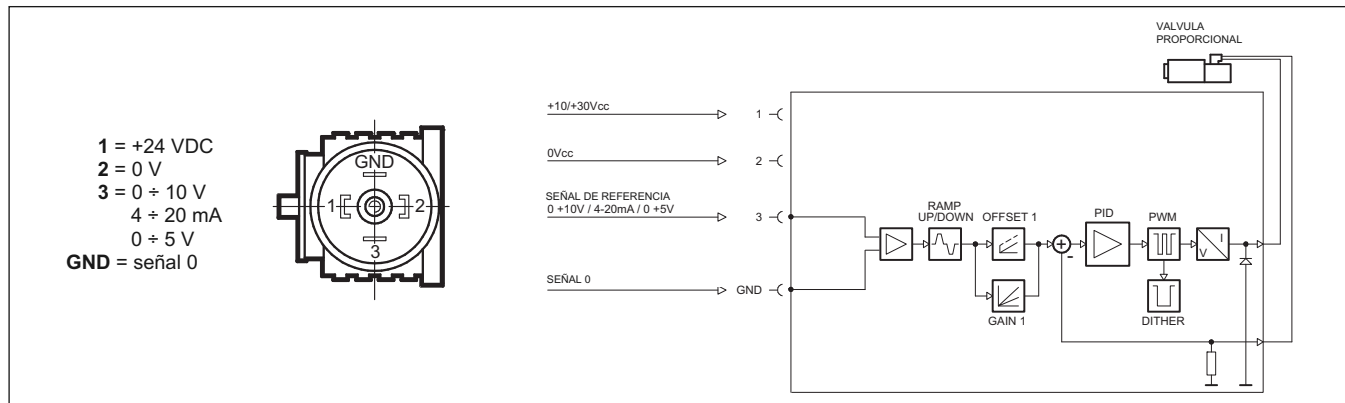 1 = +24 VDC
2 = 0 V
3 = 0 ÷ 10 V
4 ÷ 20 mA
0 ÷ 5 V
GND = señal 0
GND
1
2
3
VALVULA
PROPORCIONAL
+10/+30Vcc
1
0Vcc
2
SEÑAL DE REFERENCIA
0 +10V / 4-20mA / 0 +5V
3
SEÑAL 0
GND
RAMP
UP/DOWN
OFFSET 1
GAIN 1
+
-
PID
PWM
DITHER
V
I